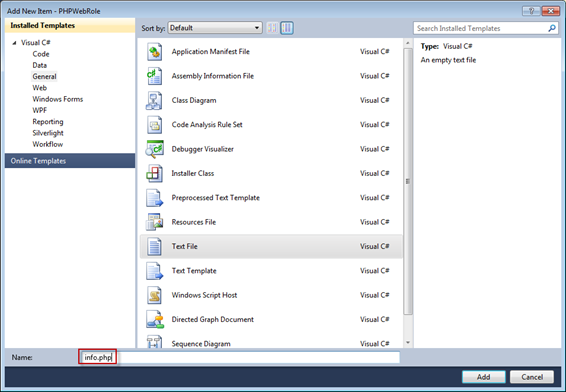 Add New Item - PHPWebRole
Installed Templates
Visual C#
Code
Data
General
Web
Windows Forms
WPF
Reporting
Silverlight
Workflow
Online Templates
Sort by: Default
Application Manifest File Visual C#
Assembly Information File Visual C#
Class Diagram Visual C#
Code Analysis Rule Set Visual C#
Debugger Visualizer Visual C#
Installer Class Visual C#
Preprocessed Text Template Visual C#
Resources File Visual C#
Text File Visual C#
Text Template Visual C#
Windows Script Host Visual C#
Directed Graph Document Visual C#
Sequence Diagram Visual C#
Search Installed Templates
Type: Visual C#
An empty text file
Name: info.php
Add Cancel